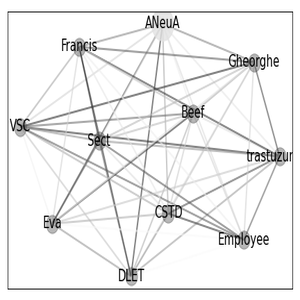 ANeuA
Francis
Gheorghe
Beef
VSC
Sect
trastuzur
CSTD
Eva
Employee
DLET